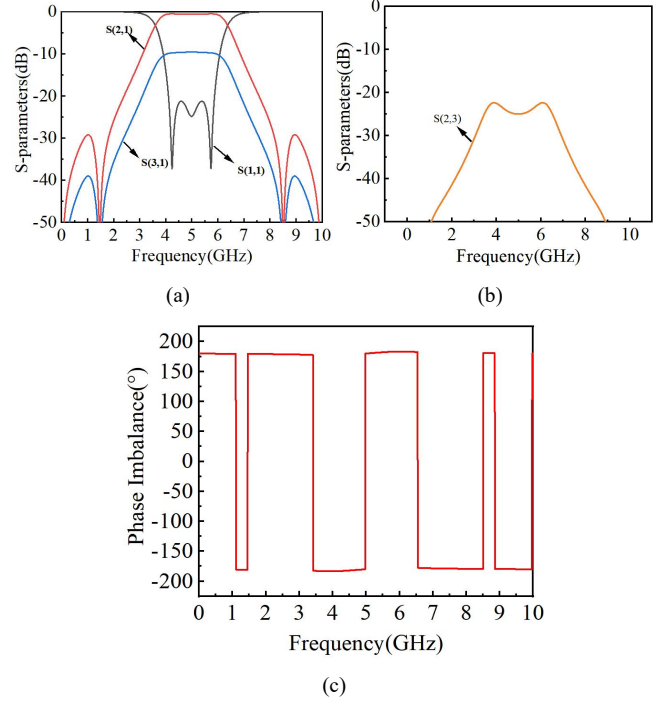 S-parameters(dB)
0
-10
-20
-30
-40
-50
S(2,1)
S(3,1)
S(1,1)
0 1 2 3 4 5 6 7 8 9 10
Frequency(GHz)
(a)
S-parameters(dB)
0
-10
-20
-30
-40
-50
S(2,3)
0 2 4 6 8 10
Frequency(GHz)
(b)
Phase Imbalance(°)
200
150
100
50
0
-50
-100
-150
-200
0 1 2 3 4 5 6 7 8 9 10
Frequency(GHz)
(c)